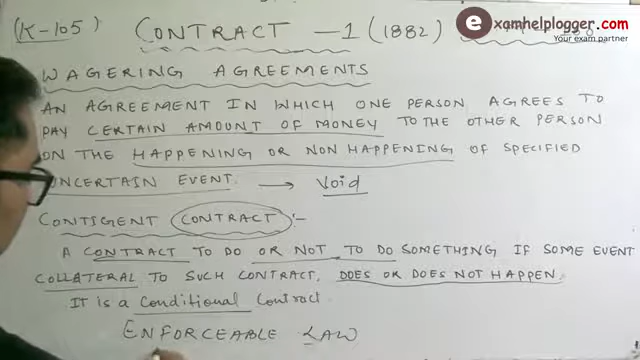 (K-105)
CONTRACT -1 (1882)
examhelplogger.com
Your exam partner
WAGERING AGREEMENTS
AN AGREEMENT IN WHICH ONE PERSON AGREES TO
PAY CERTAIN AMOUNT OF MONEY TO THE OTHER PERSON
ON THE HAPPENING OR NON HAPPENING OF SPECIFIED
UNCERTAIN EVENT. → Void
CONTIGENT CONTRACT :-
A CONTRACT TO DO OR NOT TO DO SOMETHING IF SOME EVENT
COLLATERAL TO SUCH CONTRACT, DOES OR DOES NOT HAPPEN.
It is a conditional contract.
ENFORCEABLE LAW